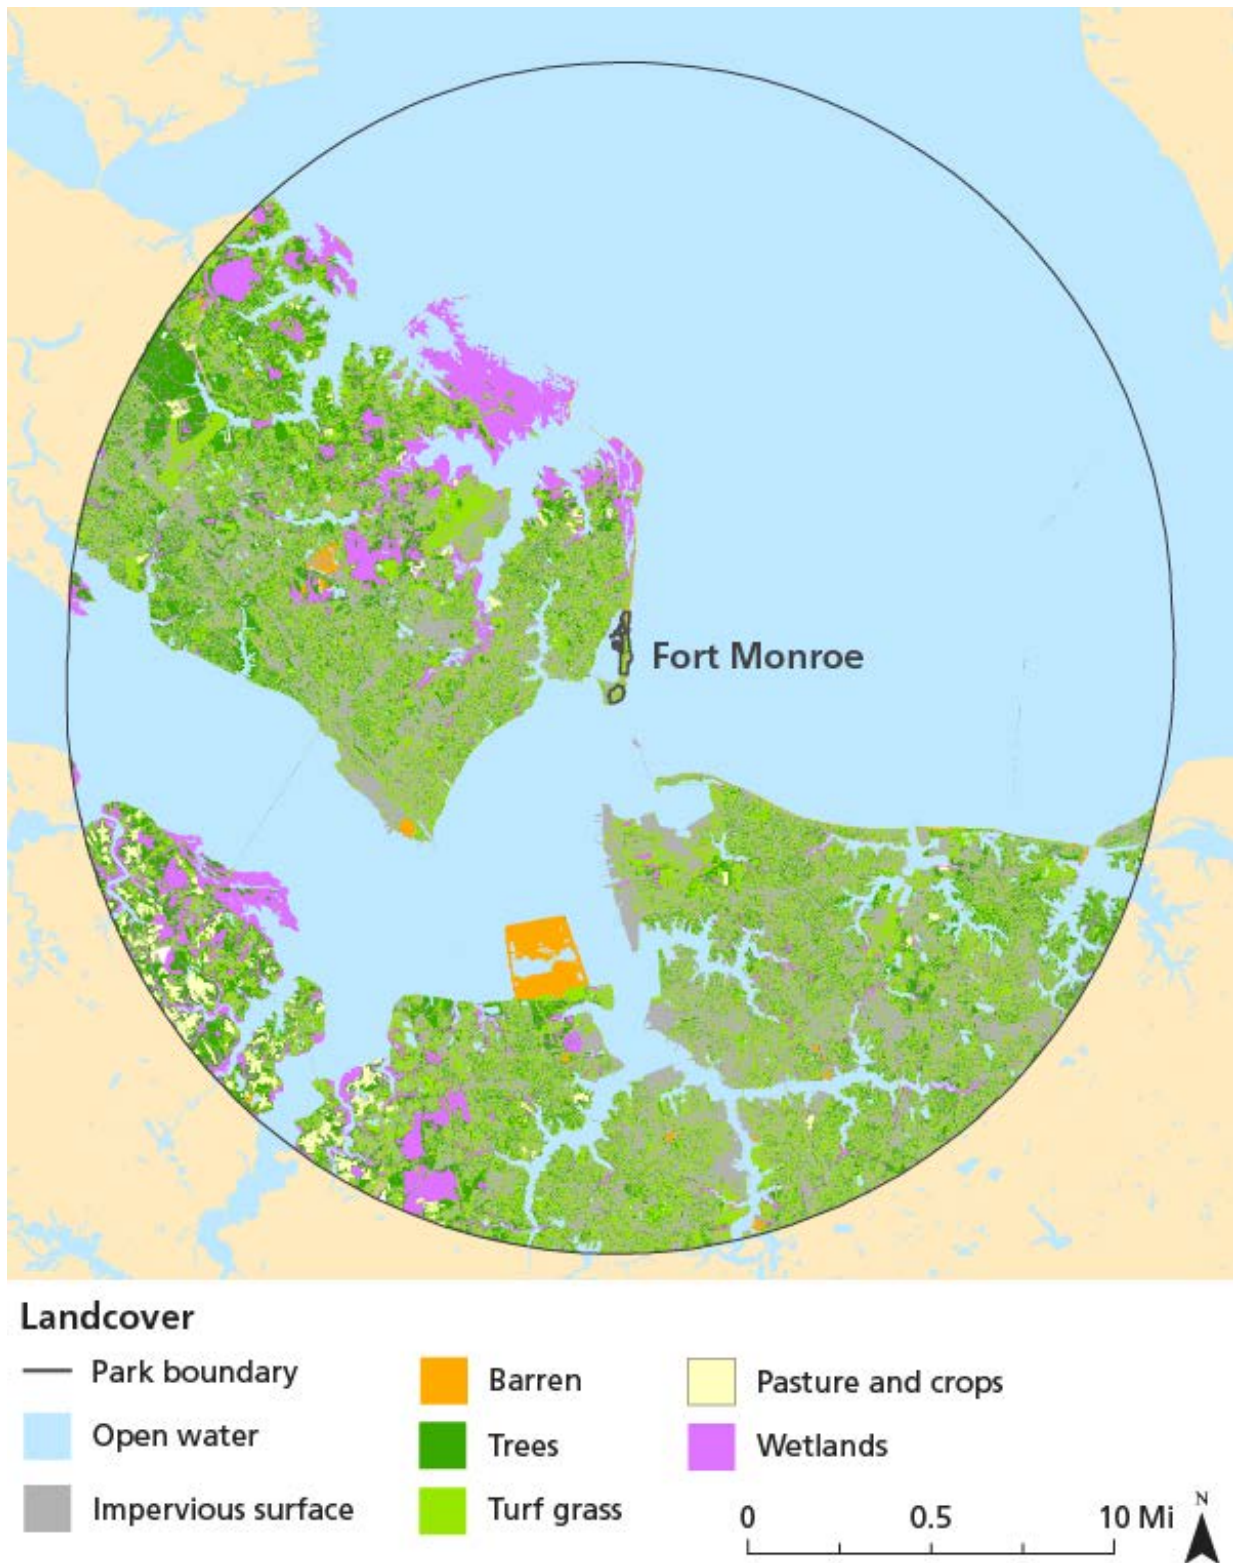 Fort Monroe
Landcover
Park boundary
Barren
Pasture and crops
Open water
Trees
Wetlands
Impervious surface
Turf grass
0 0.5 10 Mi
N